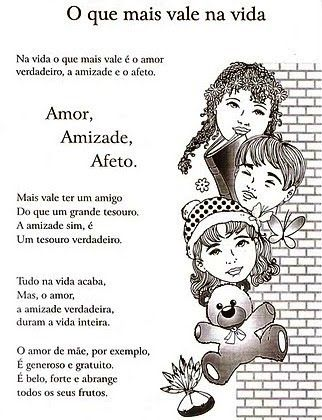 O que mais vale na vida
Na vida o que mais vale é o amor
verdadeiro, a amizade e o afeto.
Amor,
Amizade,
Afeto.
Mais vale ter um amigo
Do que um grande tesouro.
A amizade sim, é
Um tesouro verdadeiro.
Tudo na vida acaba,
Mas, o amor,
a amizade verdadeira,
duram a vida inteira.
O amor de mãe, por exemplo,
É generoso e gratuito.
É belo, forte e abrange
todos os seus frutos.